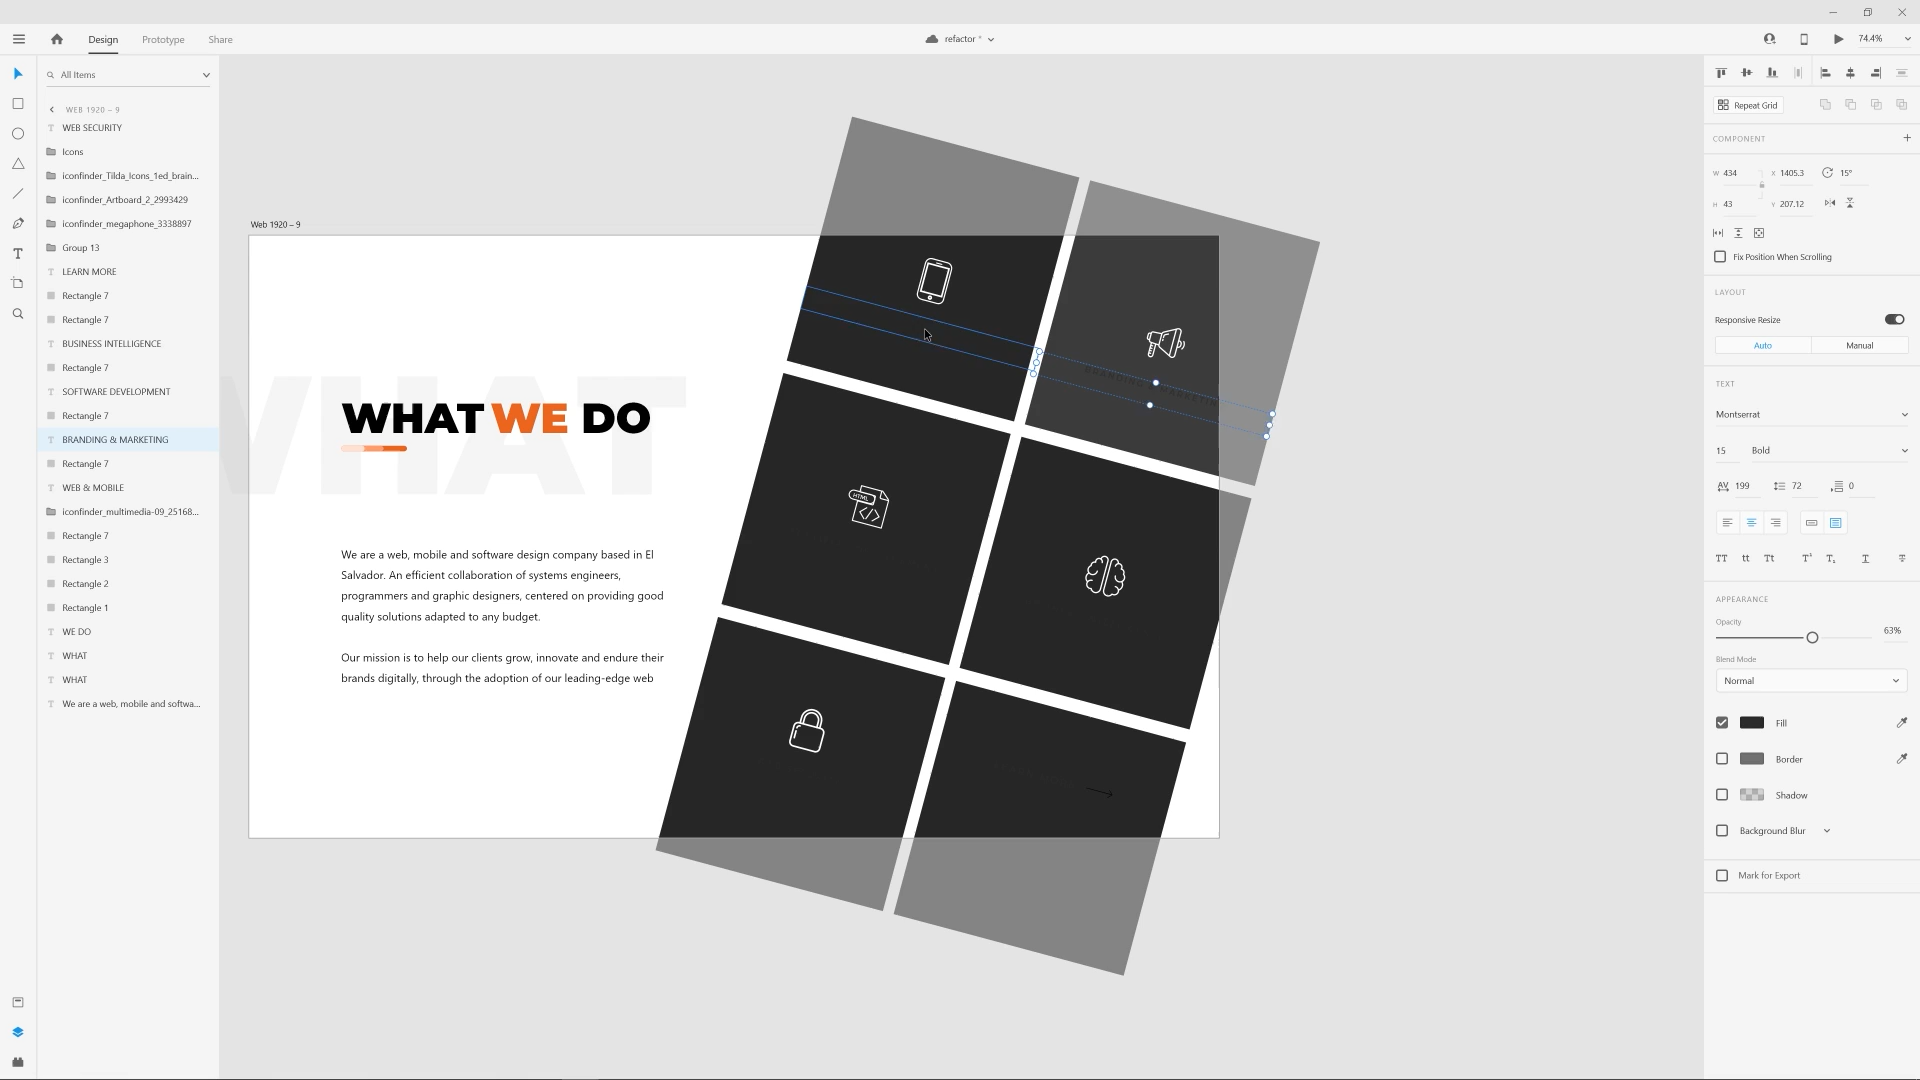 Design
Prototype
Share
refactor *
74.4%
All Items
WEB 1920 – 9
WEB SECURITY
Icons
iconfinder_Tilda_Icons_1ed_brain...
iconfinder_Artboard_2_2993429
iconfinder_megaphone_3338897
Group 13
LEARN MORE
Rectangle 7
Rectangle 7
BUSINESS INTELLIGENCE
Rectangle 7
SOFTWARE DEVELOPMENT
Rectangle 7
BRANDING & MARKETING
Rectangle 7
WEB & MOBILE
iconfinder_multimedia-09_25168...
Rectangle 7
Rectangle 3
Rectangle 2
Rectangle 1
WE DO
WHAT
WHAT
We are a web, mobile and softwa...
Web 1920 – 9
WHAT
WHAT WE DO
We are a web, mobile and software design company based in El
Salvador. An efficient collaboration of systems engineers,
programmers and graphic designers, centered on providing good
quality solutions adapted to any budget.
Our mission is to help our clients grow, innovate and endure their
brands digitally, through the adoption of our leading-edge web
HTML
Repeat Grid
COMPONENT
W 434
X 1405.3
15°
H 43
Y 207.12
Fix Position When Scrolling
LAYOUT
Responsive Resize
Auto
Manual
TEXT
Montserrat
15
Bold
AV 199
72
0
TT
tt
Tt
T¹
T₁
T
T
APPEARANCE
Opacity
63%
Blend Mode
Normal
Fill
Border
Shadow
Background Blur
Mark for Export